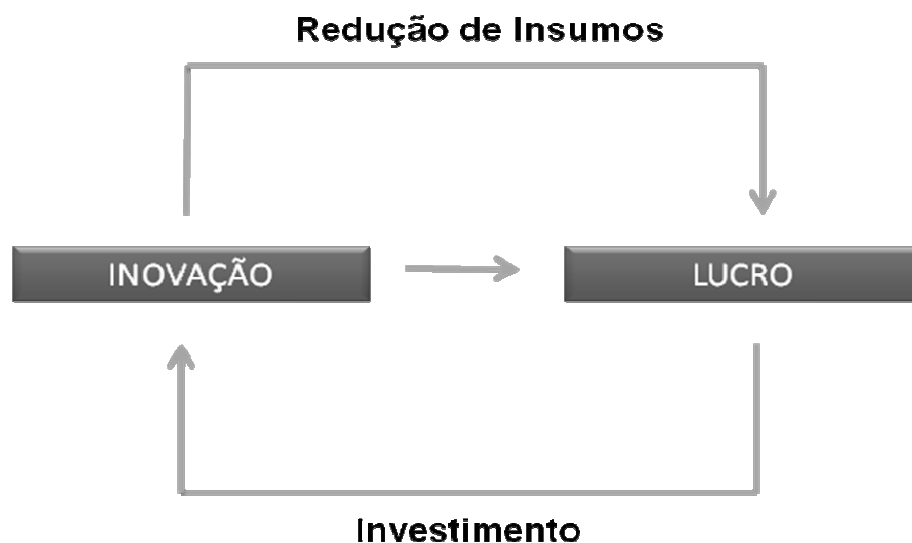 Redução de Insumos
INOVAÇÃO
LUCRO
Investimento